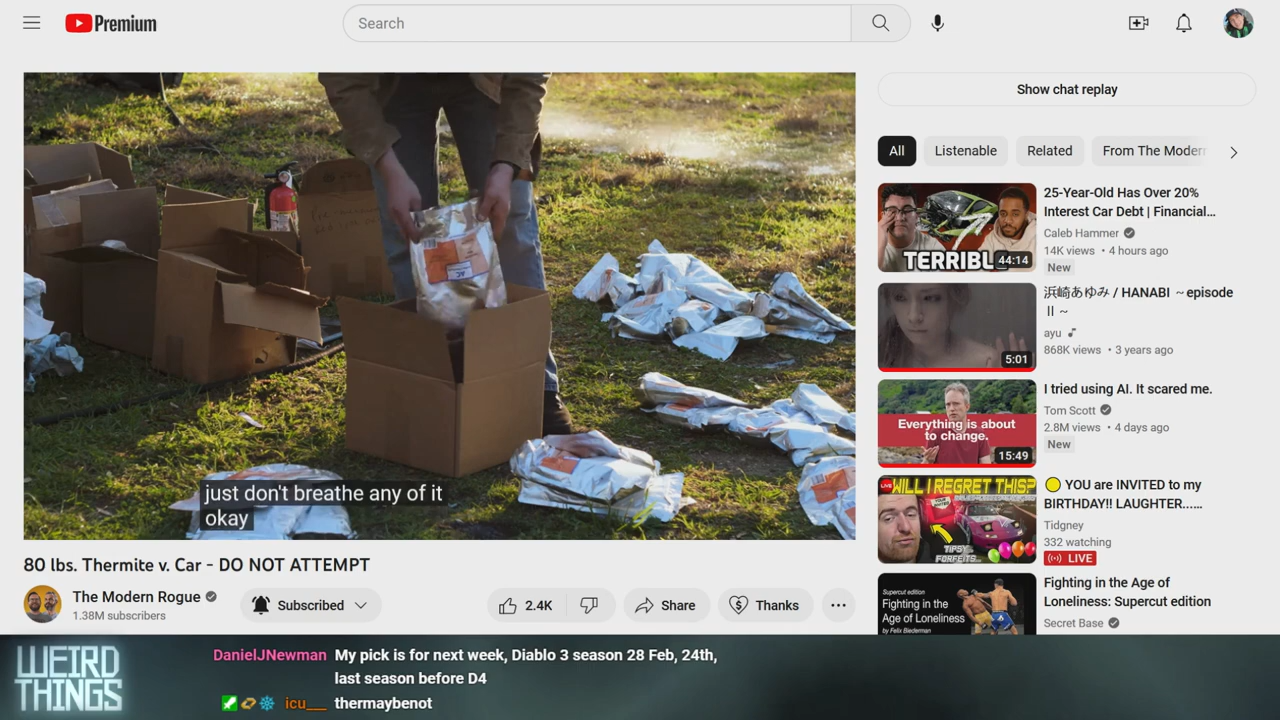 Premium
Search
just don't breathe any of it
okay
80 lbs. Thermite v. Car - DO NOT ATTEMPT
The Modern Rogue
1.38M subscribers
Subscribed
2.4K
Share
Thanks
Show chat replay
All
Listenable
Related
From The Modern
TERRIBL
44:14
25-Year-Old Has Over 20%
Interest Car Debt | Financial...
Caleb Hammer
14K views • 4 hours ago
New
5:01
浜崎あゆみ / HANABI ～episode
II～
ayu
868K views • 3 years ago
Everything is about
to change.
15:49
I tried using AI. It scared me.
Tom Scott
2.8M views • 4 days ago
New
LIVE
WILL I REGRET THIS?
TIPSY
FORFEITS...
YOU are INVITED to my
BIRTHDAY!! LAUGHTER......
Tidgney
332 watching
LIVE
Supercut edition
Fighting in the
Age of Loneliness
by Felix Biederman
Fighting in the Age of
Loneliness: Supercut edition
Secret Base
WEIRD
THINGS
DanielJNewman My pick is for next week, Diablo 3 season 28 Feb, 24th,
last season before D4
icu___ thermaybenot